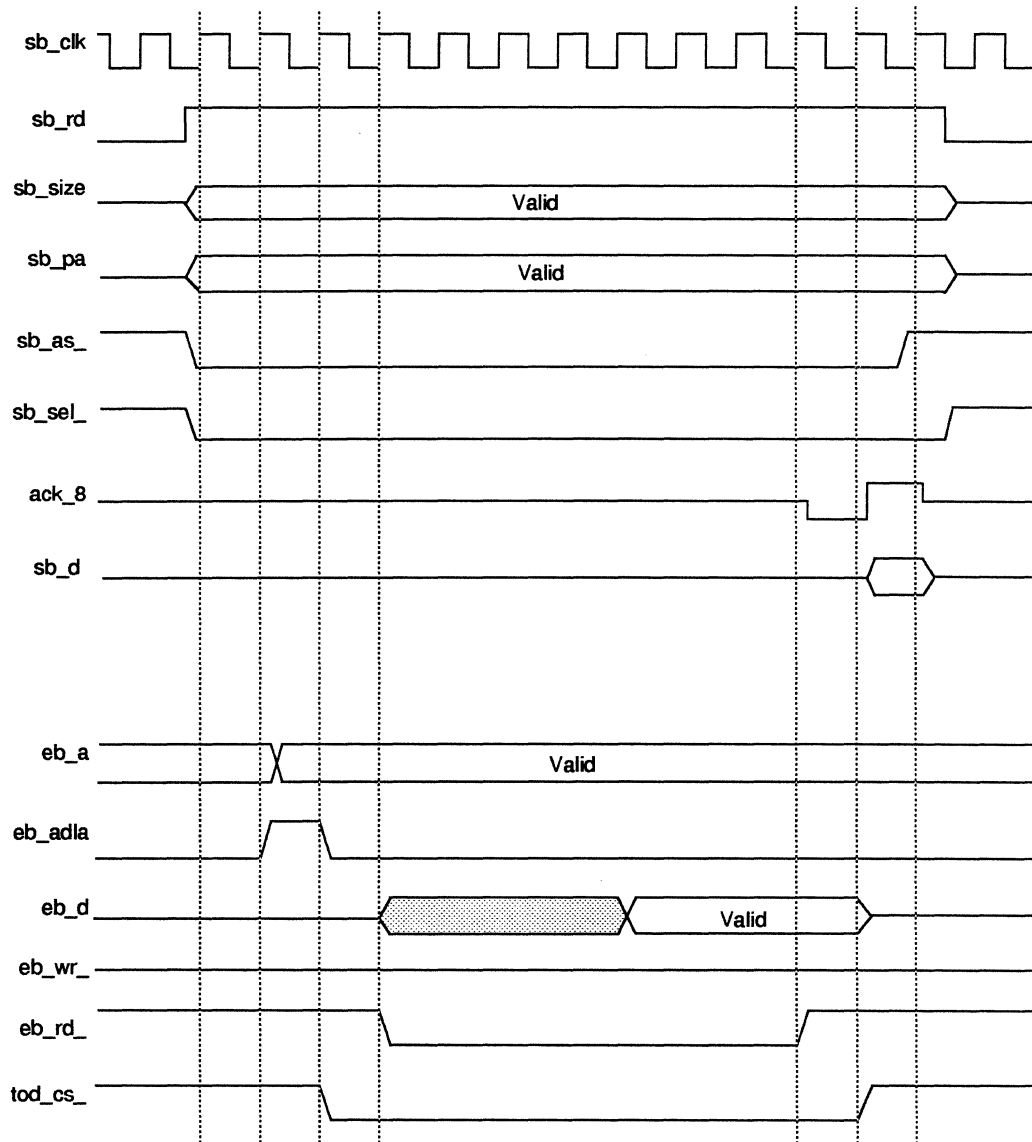 sb_clk
sb_rd
sb_size
Valid
sb_pa
Valid
sb_as_
sb_sel_
ack_8
sb_d
eb_a
Valid
eb_adla
eb_d
Valid
eb_wr_
eb_rd_
tod_cs_